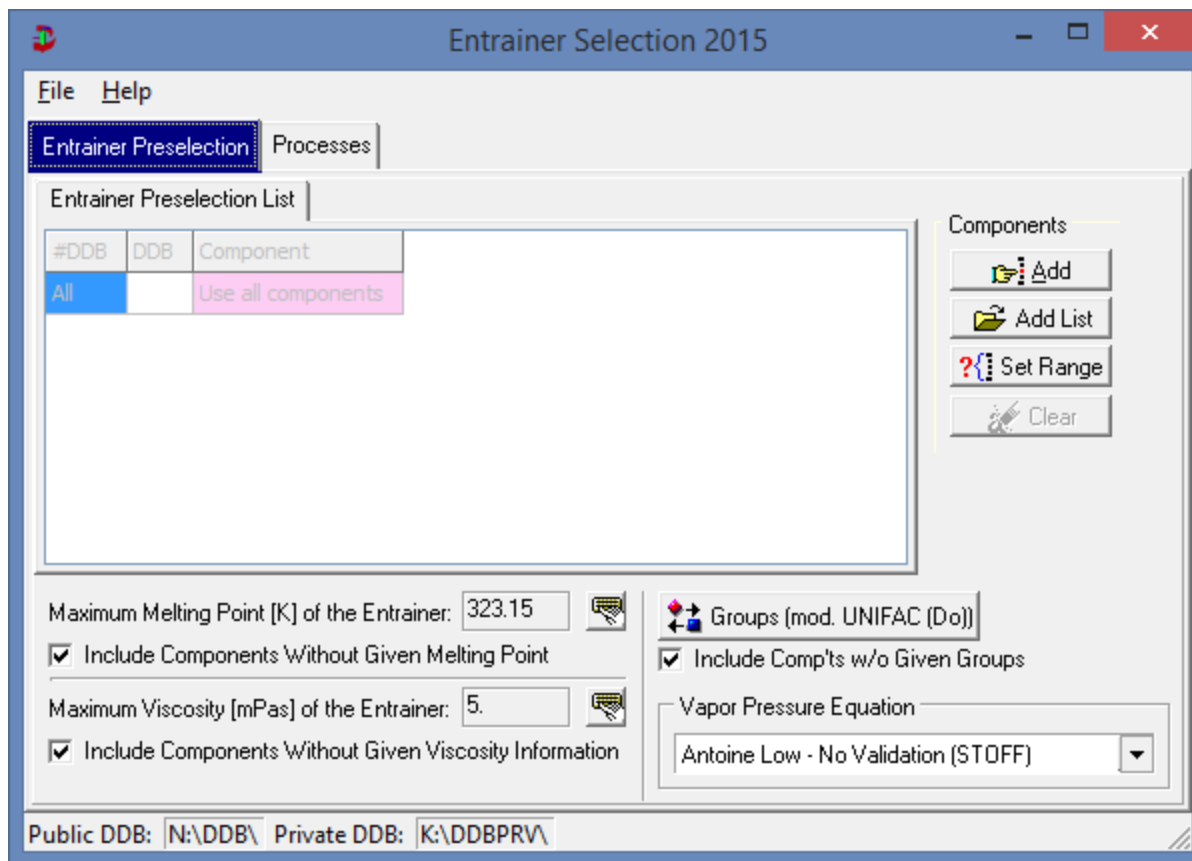 Entrainer Selection 2015
File Help
Entrainer Preselection Processes
Entrainer Preselection List
#DDB DDB Component
All Use all components
Components
Add
Add List
?{ Set Range
Clear
Maximum Melting Point [K] of the Entrainer: 323.15
Include Components Without Given Melting Point
Maximum Viscosity [mPas] of the Entrainer: 5.
Include Components Without Given Viscosity Information
Groups (mod. UNIFAC (Do))
Include Comp'ts w/o Given Groups
Vapor Pressure Equation
Antoine Low - No Validation (STOFF)
Public DDB: N:\DDB\ Private DDB: K:\DDBPRV\